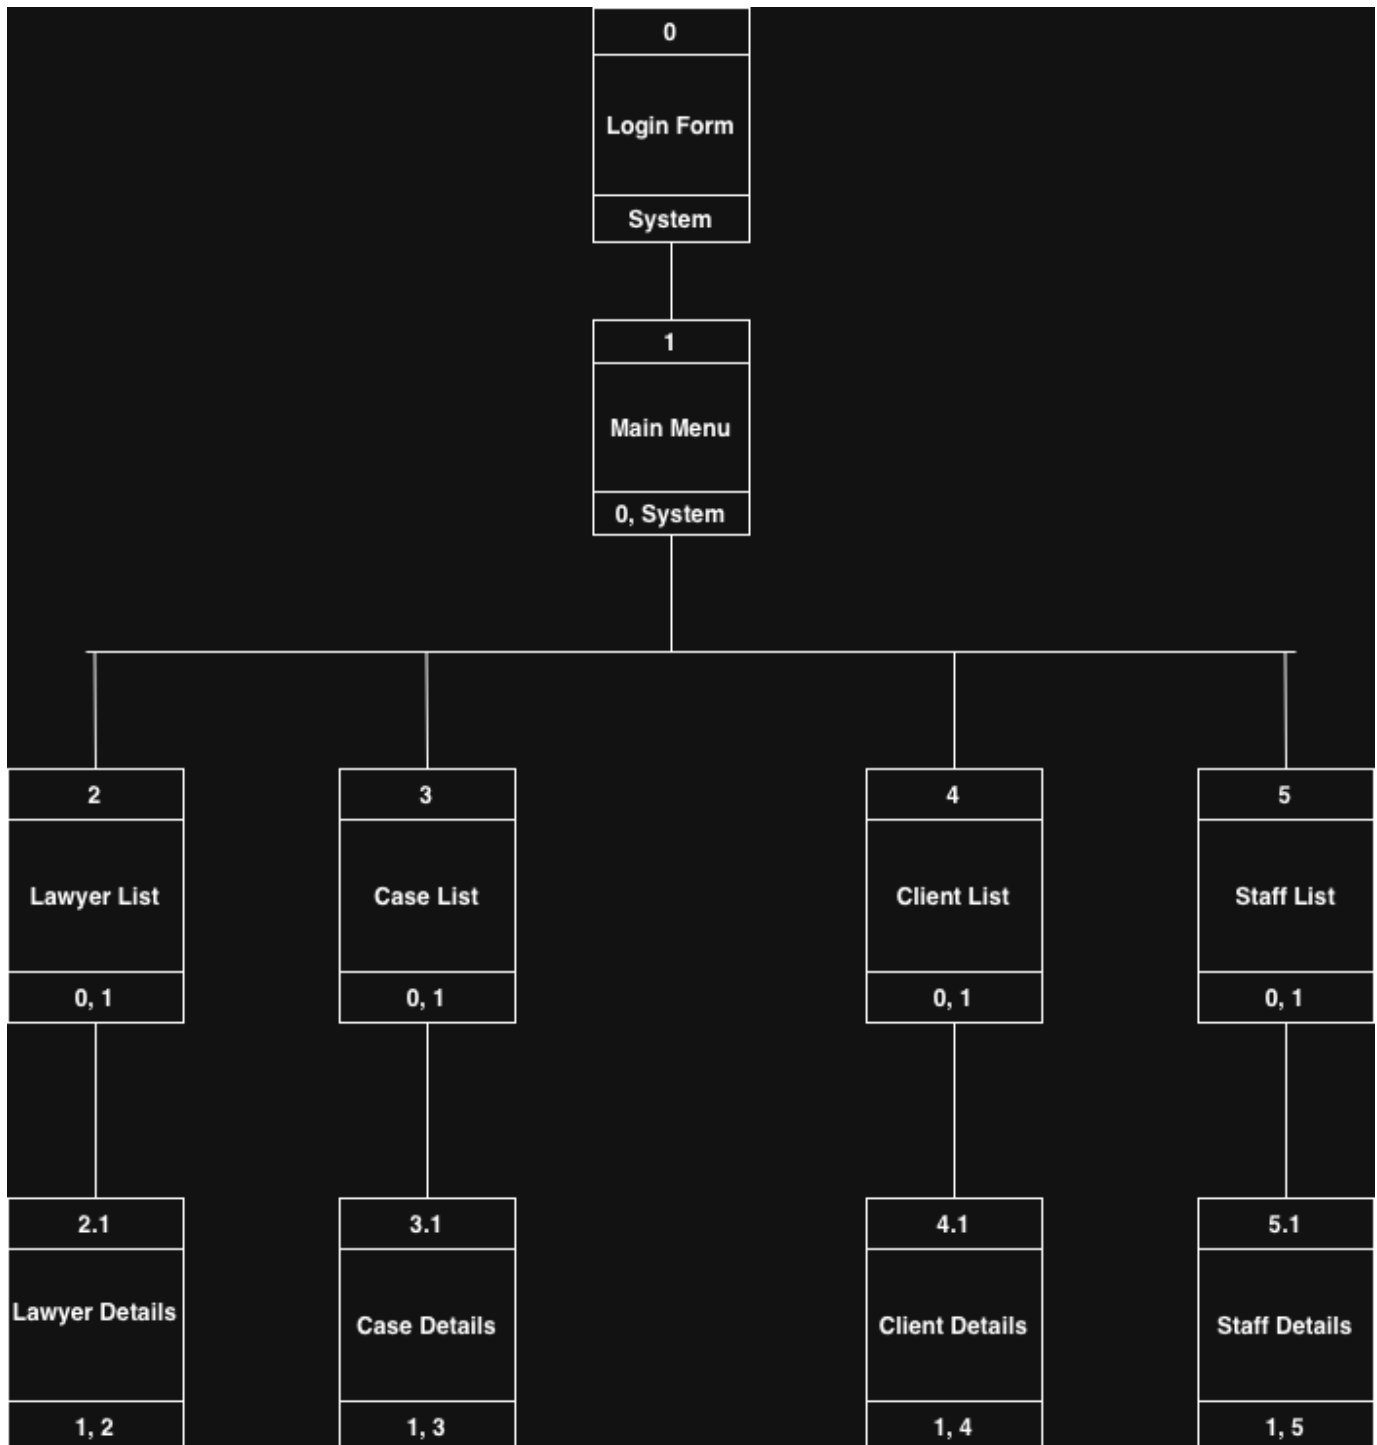 0
Login Form
System
1
Main Menu
0, System
2
Lawyer List
0, 1
3
Case List
0, 1
4
Client List
0, 1
5
Staff List
0, 1
2.1
Lawyer Details
1, 2
3.1
Case Details
1, 3
4.1
Client Details
1, 4
5.1
Staff Details
1, 5